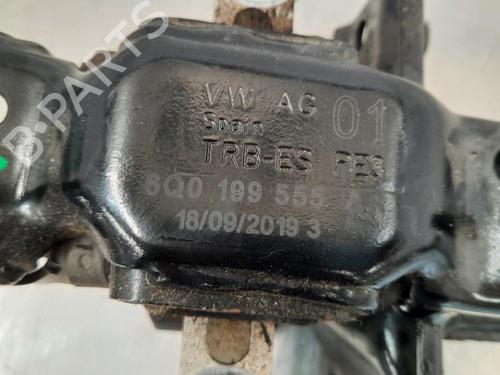 B-PARTS
VW AG 01
Spain
TRB-ES PE3
6Q0 199 555 A
18/09/2019 3